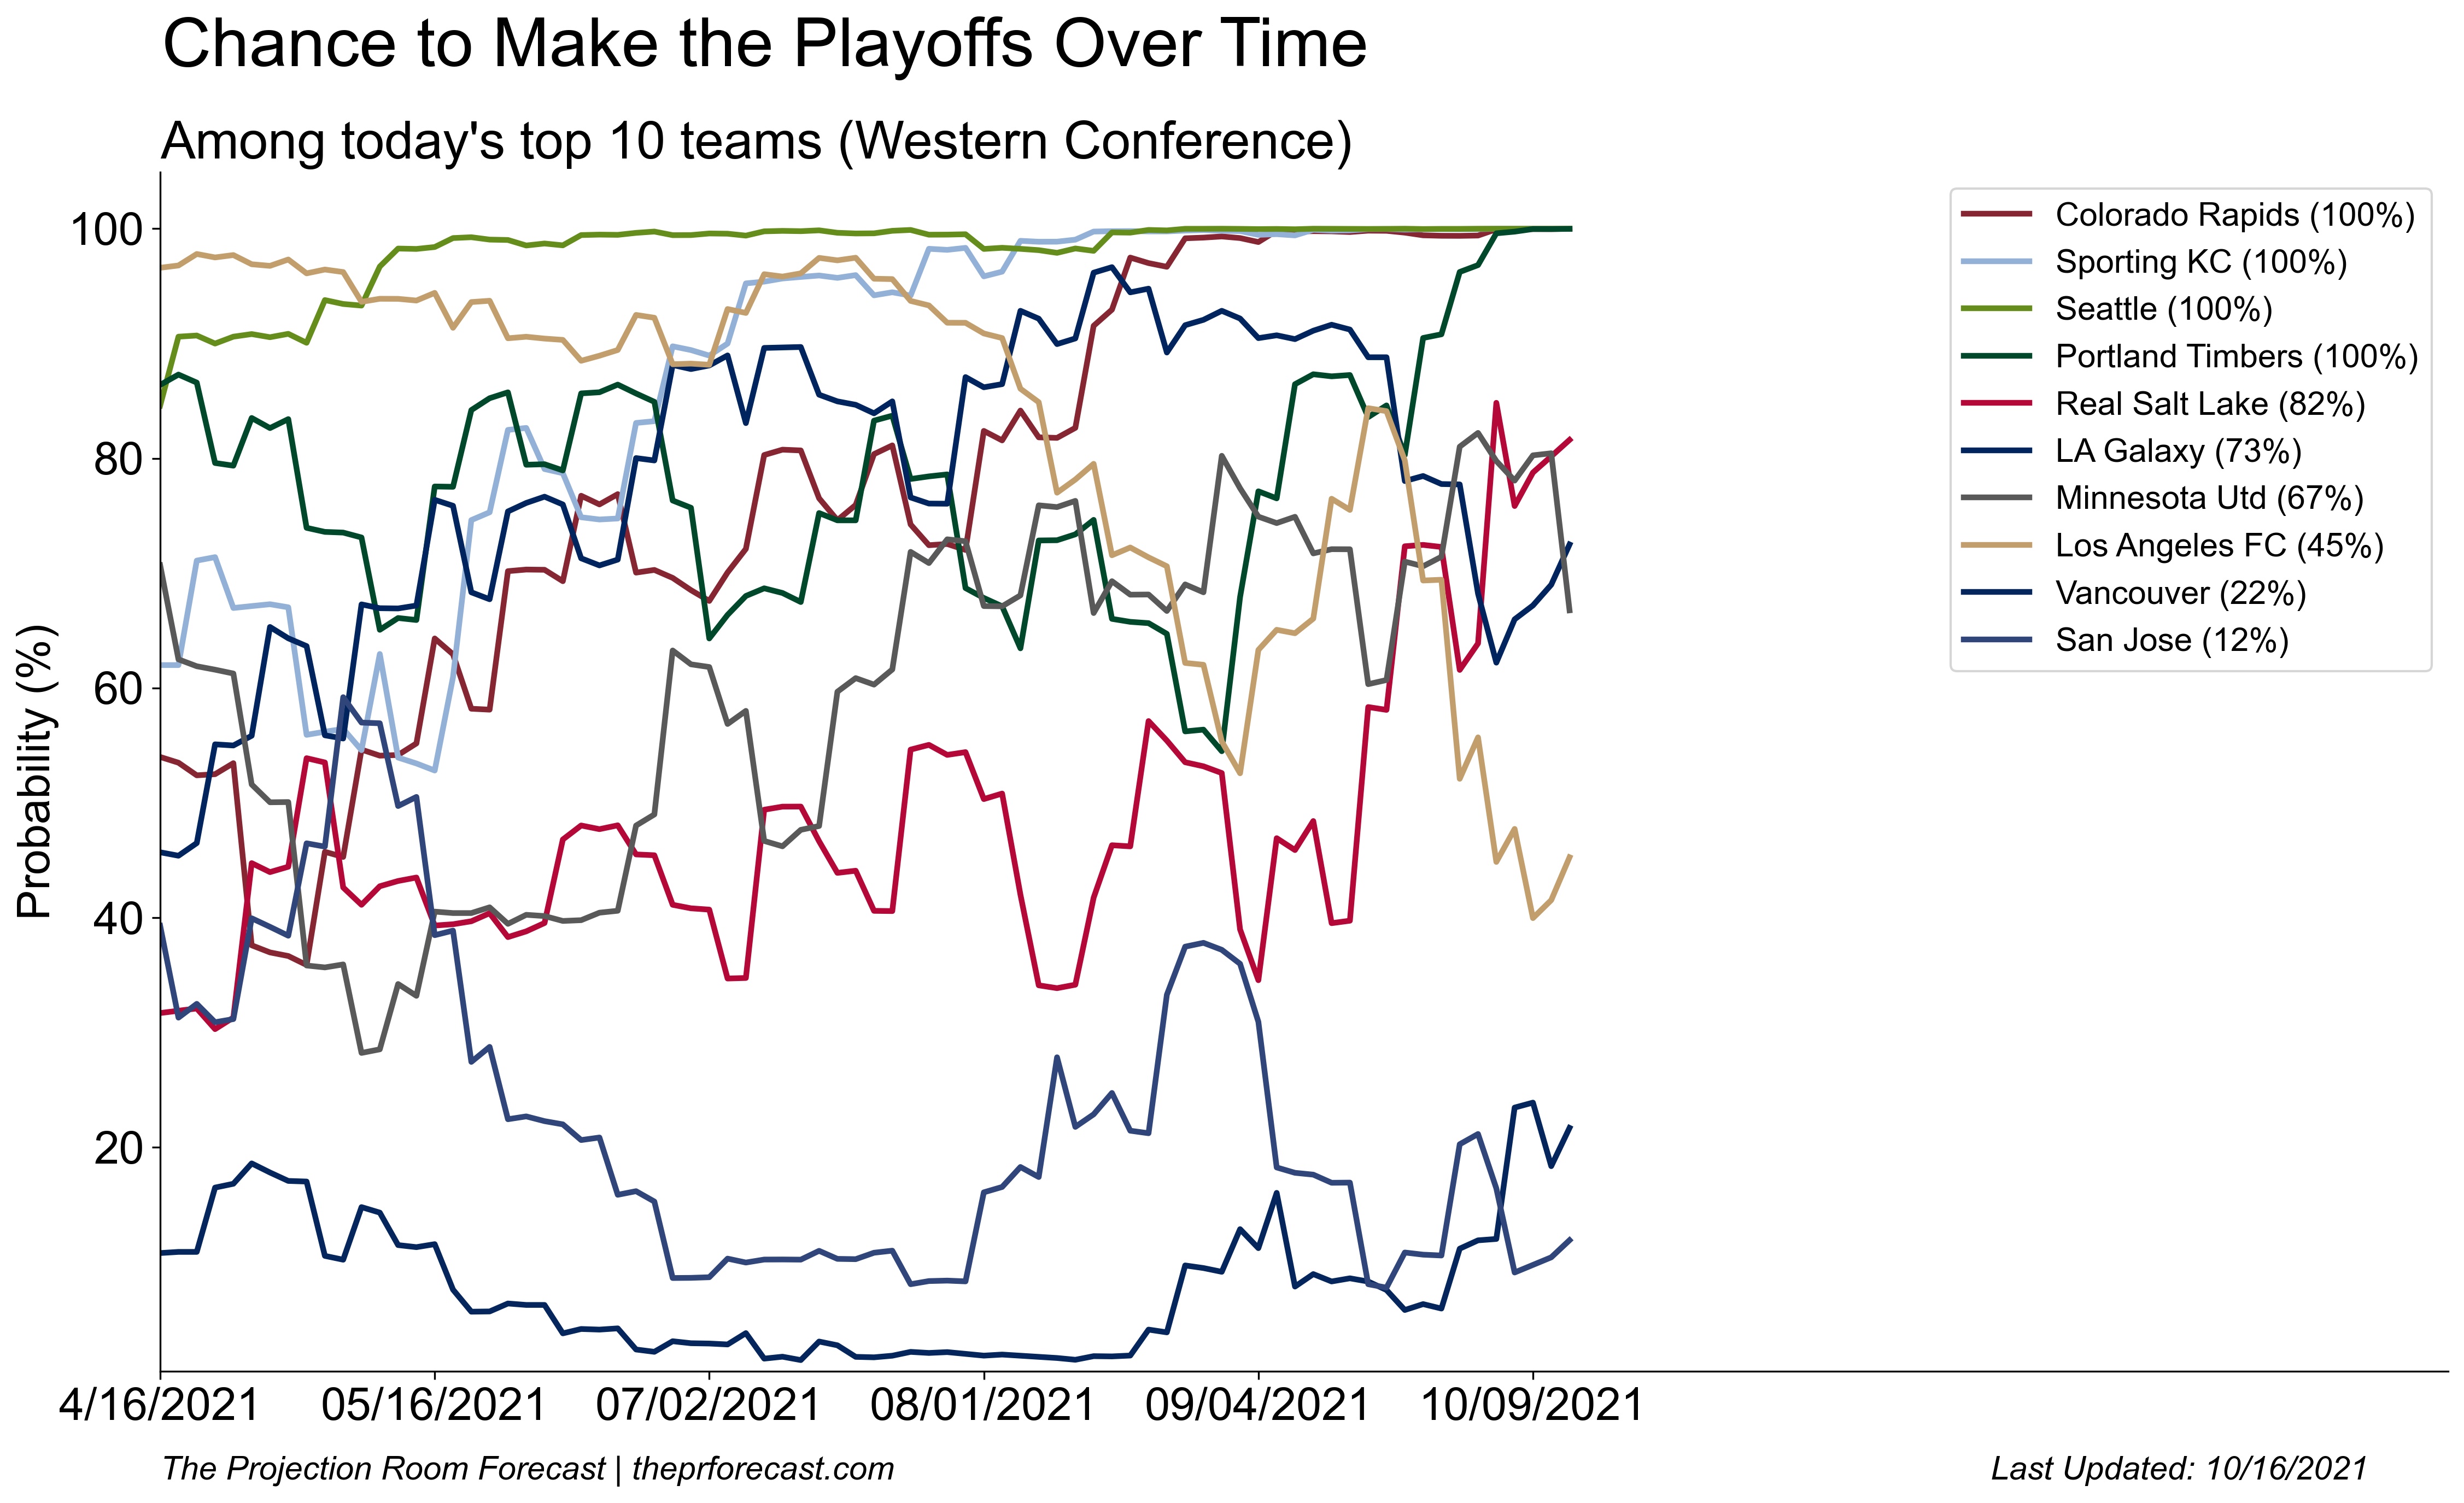 Chance to Make the Playoffs Over Time
Among today's top 10 teams (Western Conference)
Probability (%)
100
80
60
40
20
4/16/2021
05/16/2021
07/02/2021
08/01/2021
09/04/2021
10/09/2021
Colorado Rapids (100%)
Sporting KC (100%)
Seattle (100%)
Portland Timbers (100%)
Real Salt Lake (82%)
LA Galaxy (73%)
Minnesota Utd (67%)
Los Angeles FC (45%)
Vancouver (22%)
San Jose (12%)
The Projection Room Forecast | theprforecast.com
Last Updated: 10/16/2021